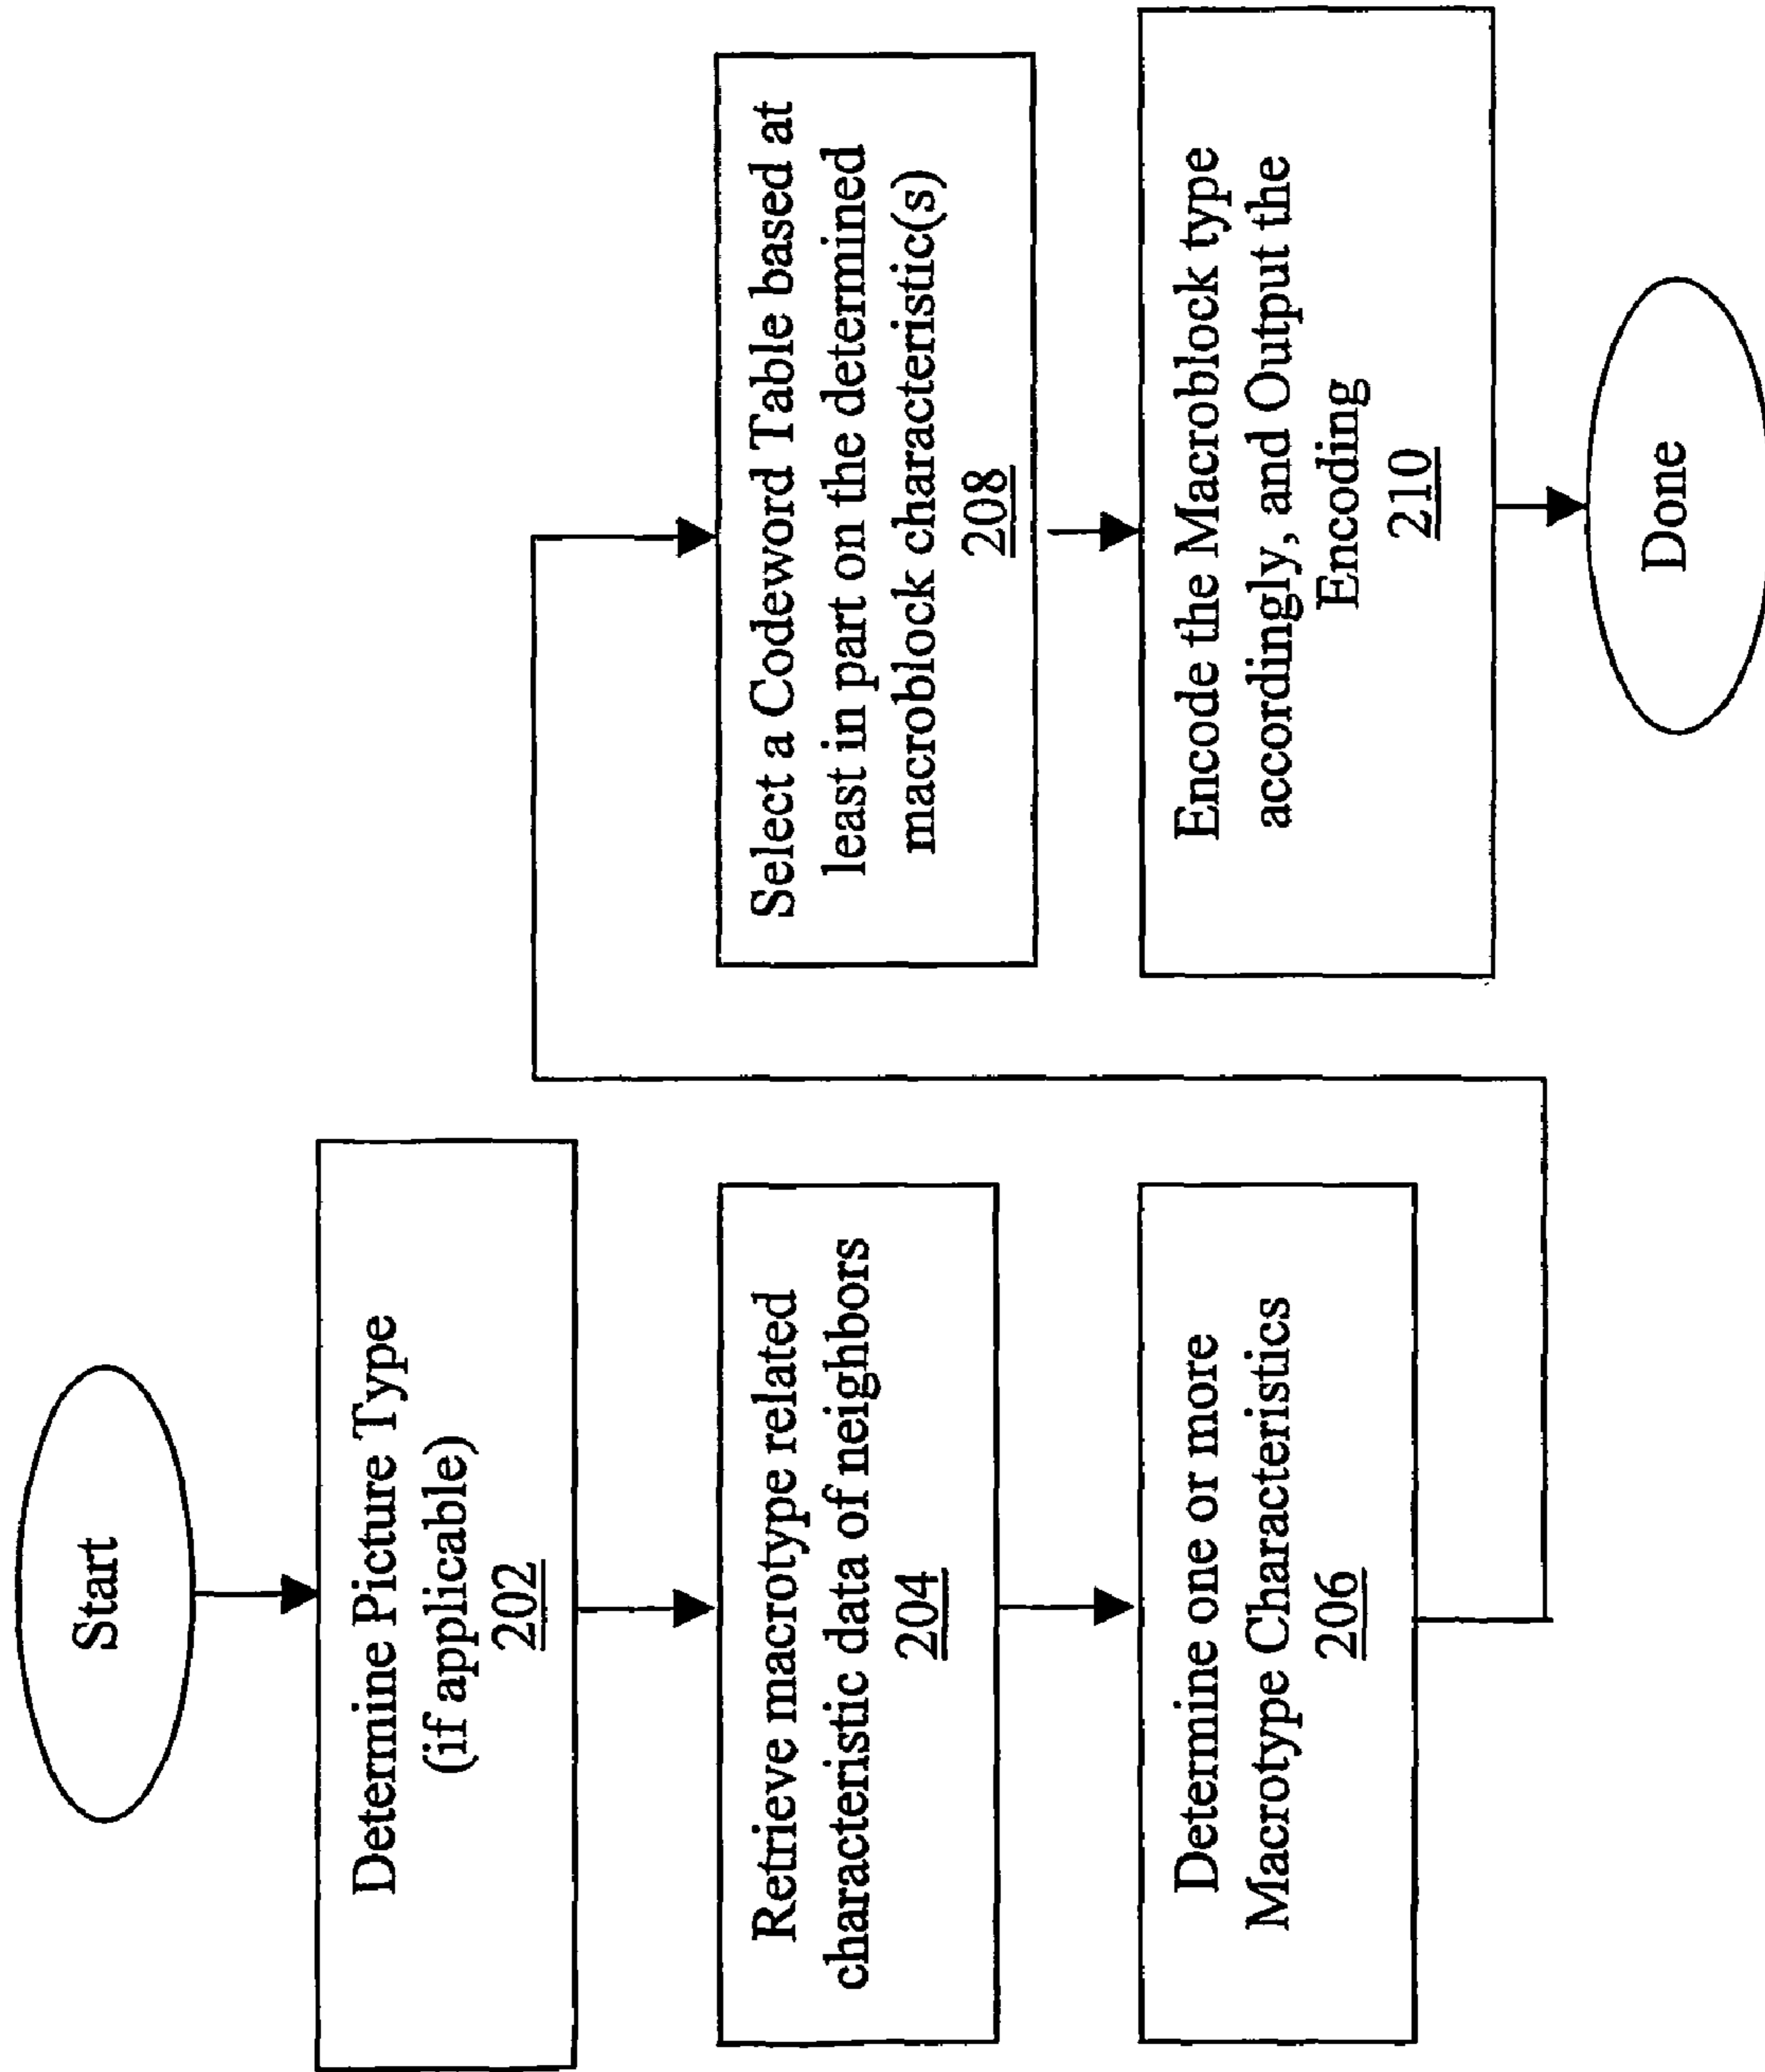 Start
Determine Picture Type
(if applicable)
202
Retrieve macrotype related
characteristic data of neighbors
204
Determine one or more
Macrotype Characteristics
206
Select a Codeword Table based at
least in part on the determined
macroblock characteristic(s)
208
Encode the Macroblock type
accordingly, and Output the
Encoding
210
Done